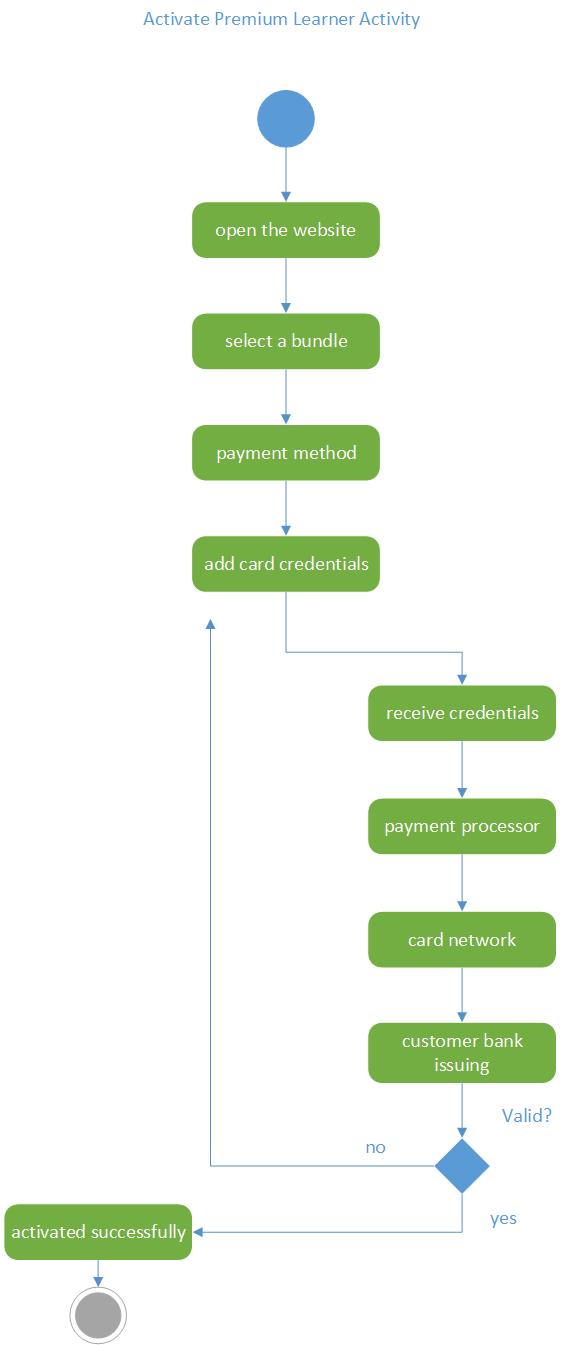 Activate Premium Learner Activity
open the website
select a bundle
payment method
add card credentials
receive credentials
payment processor
card network
customer bank
issuing
Valid?
no
yes
activated successfully